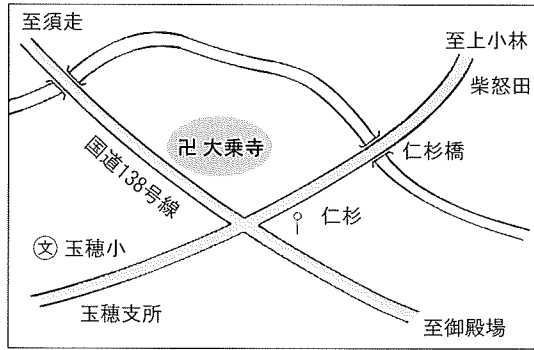 至須走
至上小林
柴怒田
卍 大乗寺
仁杉橋
国道138号線
仁杉
文 玉穂小
玉穂支所
至御殿場